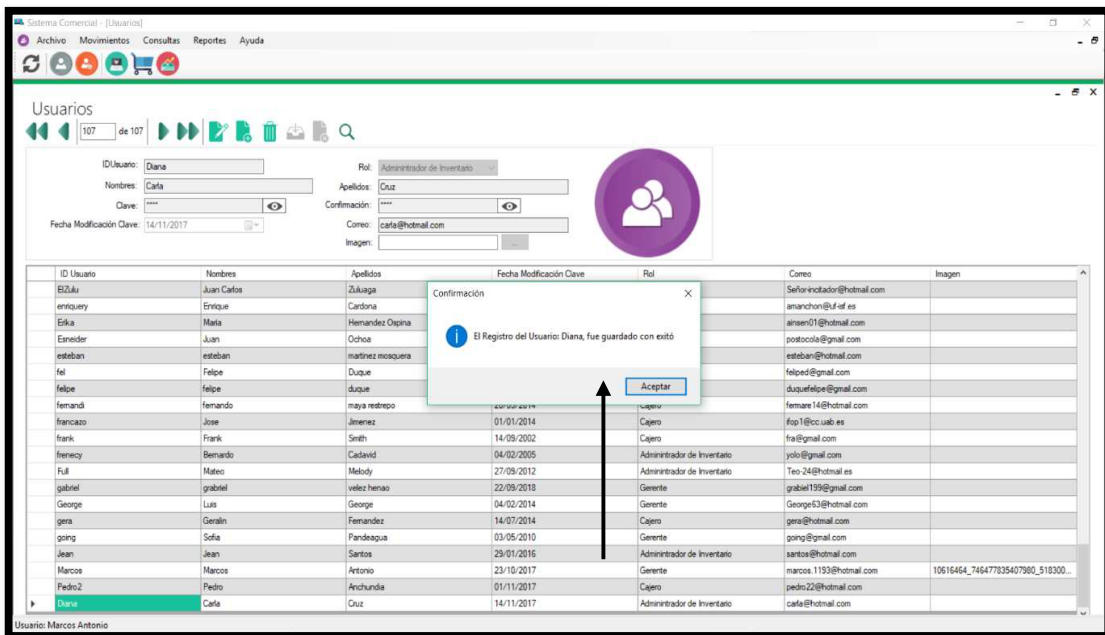 Sistema Comercial - [Usuarios]
Archivo Movimientos Consultas Reportes Ayuda
Usuarios
107 de 107
IDUsuario: Diana Rol: Adminintrador de Inventario
Nombres: Carla Apelidos: Cruz
Clave: **** Confirmación: ****
Fecha Modificación Clave: 14/11/2017 Correo: carla@hotmail.com
Imagen: ...
ID Usuario Nombres Apellidos Fecha Modificación Clave Rol Correo Imagen
ElZulu Juan Carlos Zuluaga Señor-incitador@hotmail.com
enriquery Enrique Cardona amanchon@uf-isf.es
Erika Maria Hernandez Ospina ainsen01@hotmail.com
Esneider Juan Ochoa postocola@gmail.com
esteban esteban martinez mosquera esteban@hotmail.com
fel Felipe Duque feliped@gmail.com
felipe felipe duque duquefelipe@gmail.com
fernandi fernando maya restrepo Cajero fermare14@hotmail.com
francazo Jose Jimenez 01/01/2014 Cajero ifop1@cc.uab.es
frank Frank Smith 14/09/2002 Cajero fra@gmail.com
frenecy Bernardo Cadavid 04/02/2005 Adminintrador de Inventario yolo@gmail.com
Full Mateo Melody 27/09/2012 Adminintrador de Inventario Teo-24@hotmail.es
gabriel grabriel velez henao 22/09/2018 Gerente grabiel199@gmail.com
George Luis George 04/02/2014 Gerente George63@hotmail.com
gera Geralin Fernandez 14/07/2014 Cajero gera@hotmail.com
going Sofia Pandeagua 03/05/2010 Gerente going@gmail.com
Jean Jean Santos 29/01/2016 Adminintrador de Inventario santos@hotmail.com
Marcos Marcos Antonio 23/10/2017 Gerente marcos.1193@hotmail.com 10616464_746477835407980_518300...
Pedro2 Pedro Anchundia 01/11/2017 Cajero pedro22@hotmail.com
Diana Carla Cruz 14/11/2017 Adminintrador de Inventario carla@hotmail.com
Confirmación
El Registro del Usuario: Diana, fue guardado con exitó
Aceptar
Usuario: Marcos Antonio